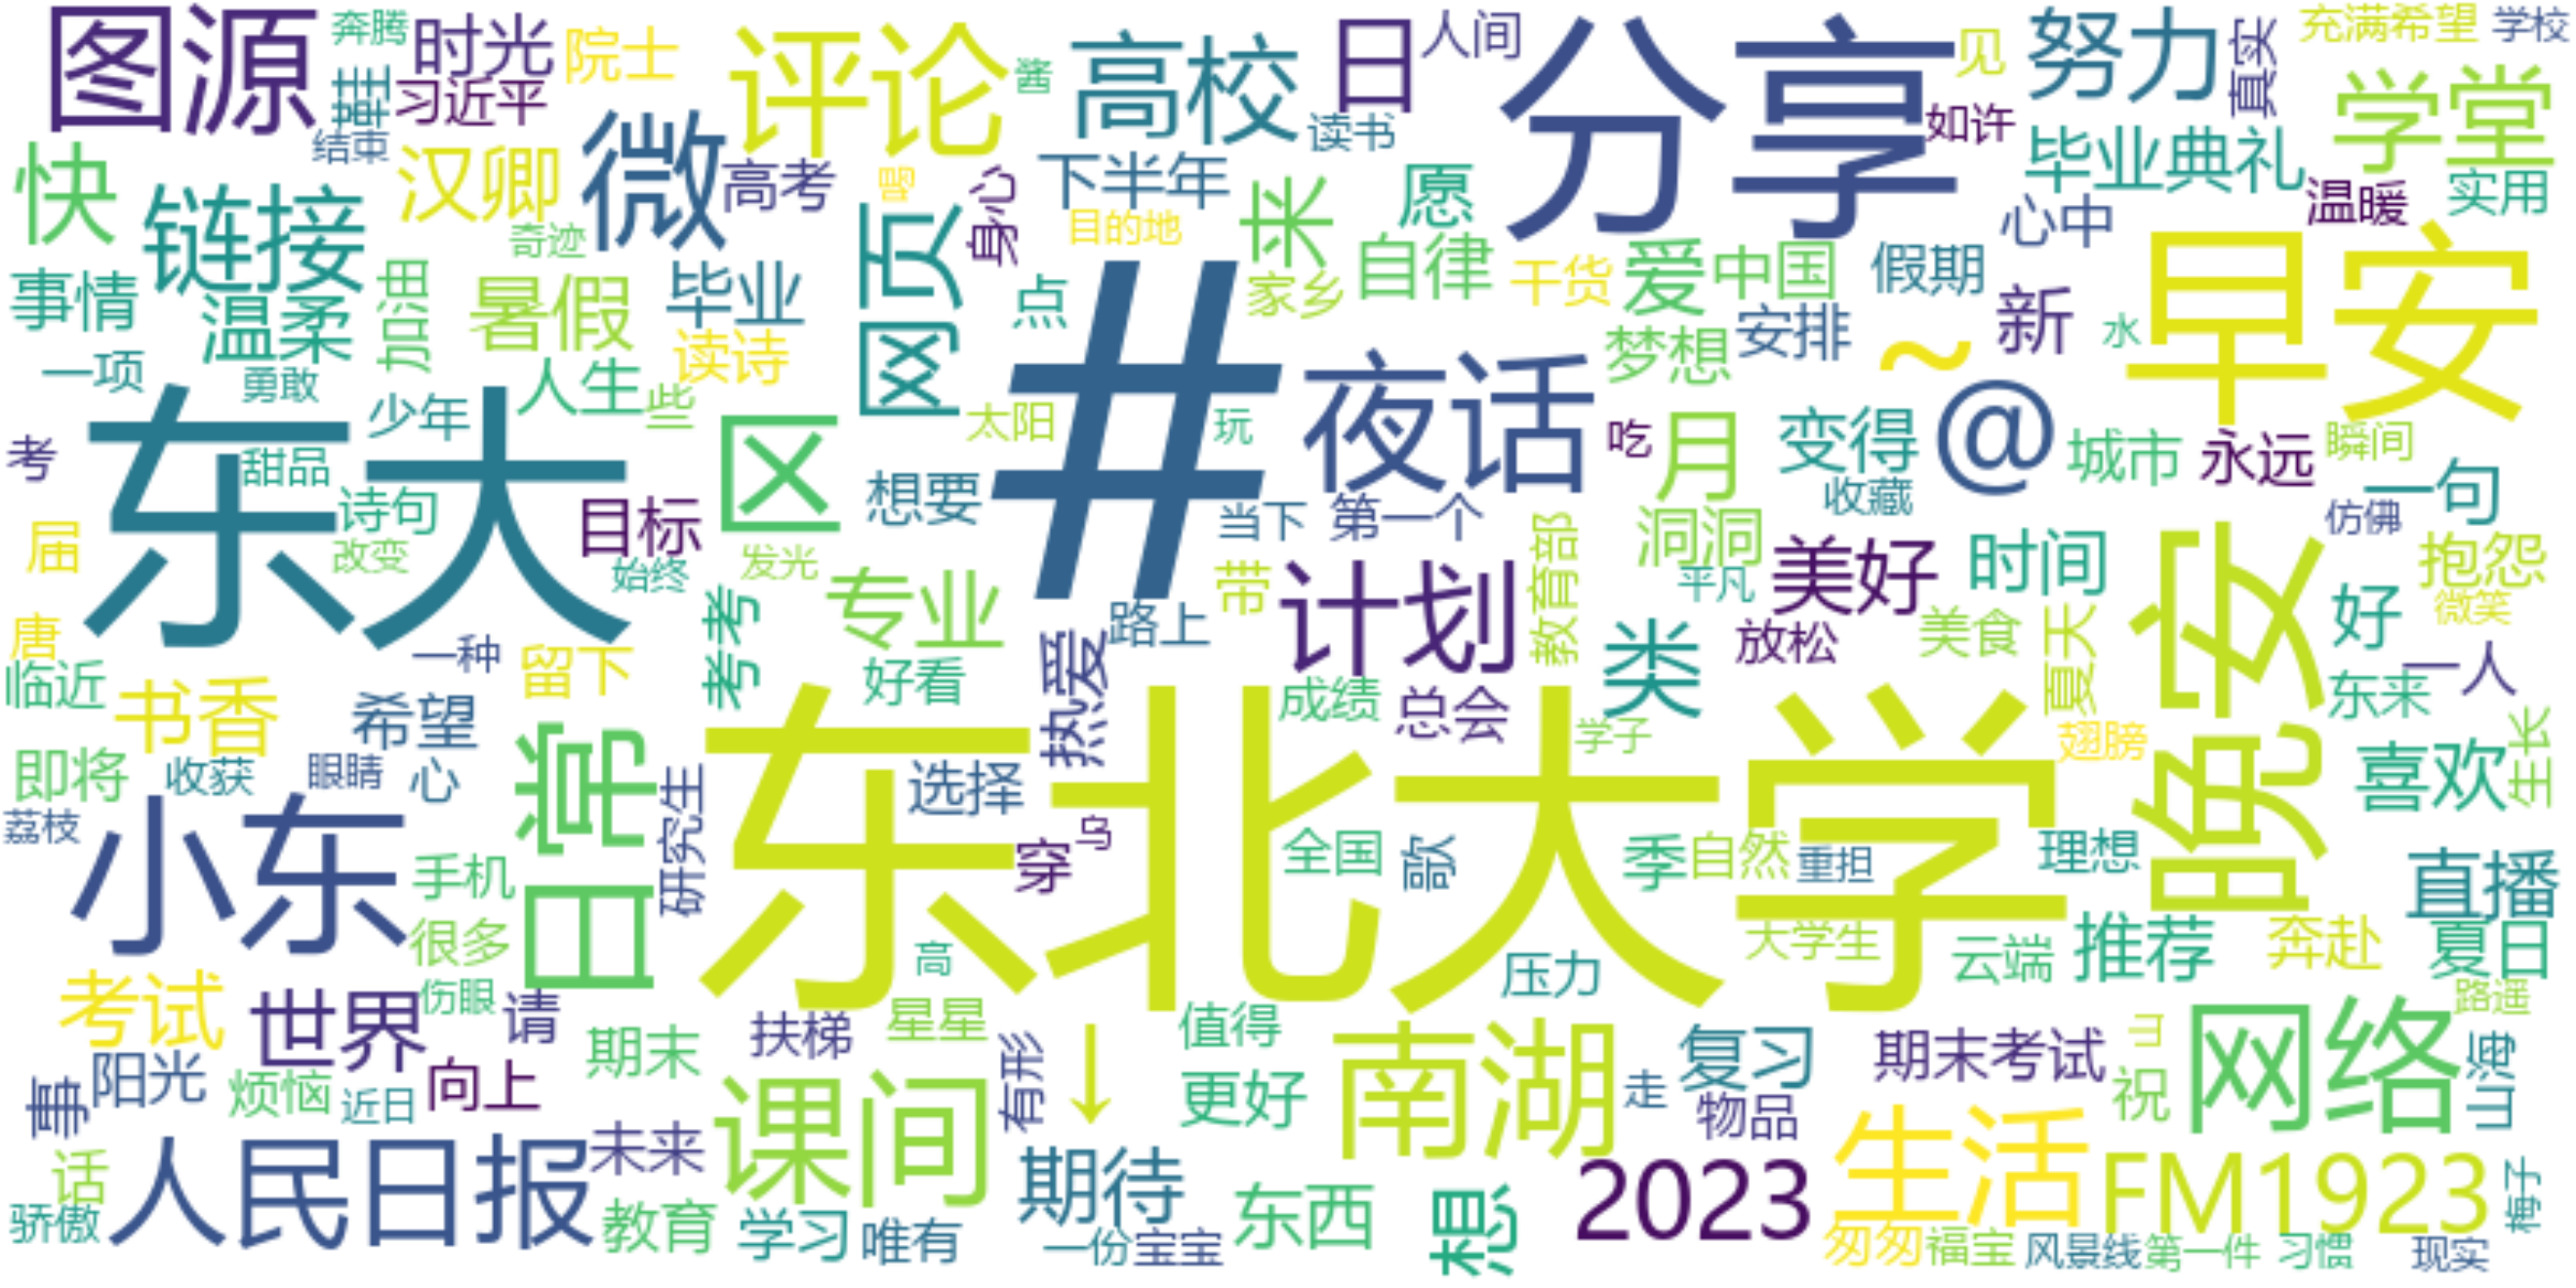 图源
奔腾
时光
院士
评论
酱
高校
日
人间
分享
见
努力
真实
充满希望
学校
鞋
习近平
结束
汉卿
微
高考
喝
身心
下半年
读书
如许
毕业典礼
学堂
温暖
实用
快
链接
奇迹
网页
目的地
来
愿
心中
事情
温柔
加油
暑假
毕业
点
家乡
自律
干货
爱
中国
假期
新
水
早安
一项
勇敢
人生
些
读诗
#
夜话
梦想
安排
~
@
东大
少年
考
甜品
诗句
目标
区
想要
太阳
玩
吃
月
变得
收藏
城市
永远
瞬间
一句
仿佛
届
改变
始终
发光
当下
第一个
教育部
洞洞
平凡
美好
时间
晚安
抱怨
微笑
好
唐
临近
一种
留下
考考
专业
好看
热爱
路上
带
计划
类
放松
美食
夏天
一人
东来
书香
希望
成绩
总会
学子
翅膀
喜欢
生长
即将
收获
眼睛
心
日常
研究生
东北大学
选择
穿
乌
全国
歌
季
自然
重担
理想
直播
荔枝
小东
手机
很多
高
压力
大学生
云端
推荐
奔赴
夏日
考试
世界
伤眼
请
期末
扶梯
星星
有形
↓
值得
南湖
复习
期末考试
山
网络
路遥
山海
事
阳光
烦恼
近日
向上
课间
更好
走
物品
祝
话
人民日报
未来
期待
东西
想
2023
生活
FM1923
梅子
骄傲
教育
学习
唯有
一份
宝宝
匆匆
福宝
风景线
第一件
习惯
现实